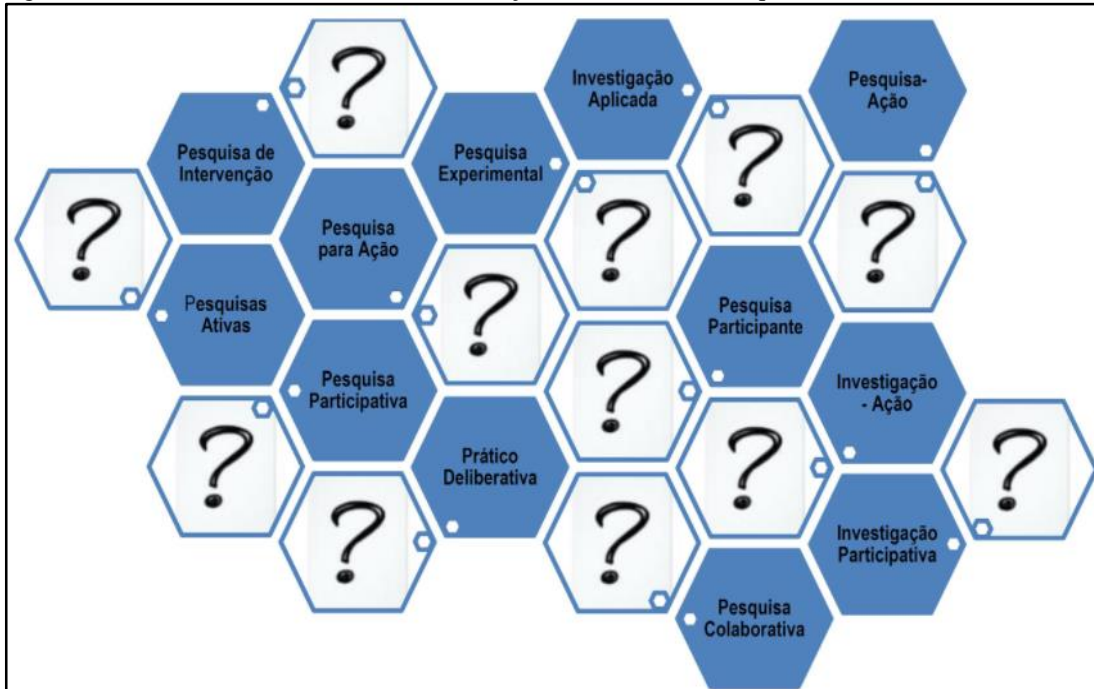 Investigação
Aplicada
Pesquisa-
Ação
Pesquisa de
Intervenção
Pesquisa
Experimental
Pesquisa
para Ação
Pesquisas
Ativas
Pesquisa
Participante
Pesquisa
Participativa
Investigação
- Ação
Prático
Deliberativa
Investigação
Participativa
Pesquisa
Colaborativa
?
?
?
?
?
?
?
?
?
?
?
?